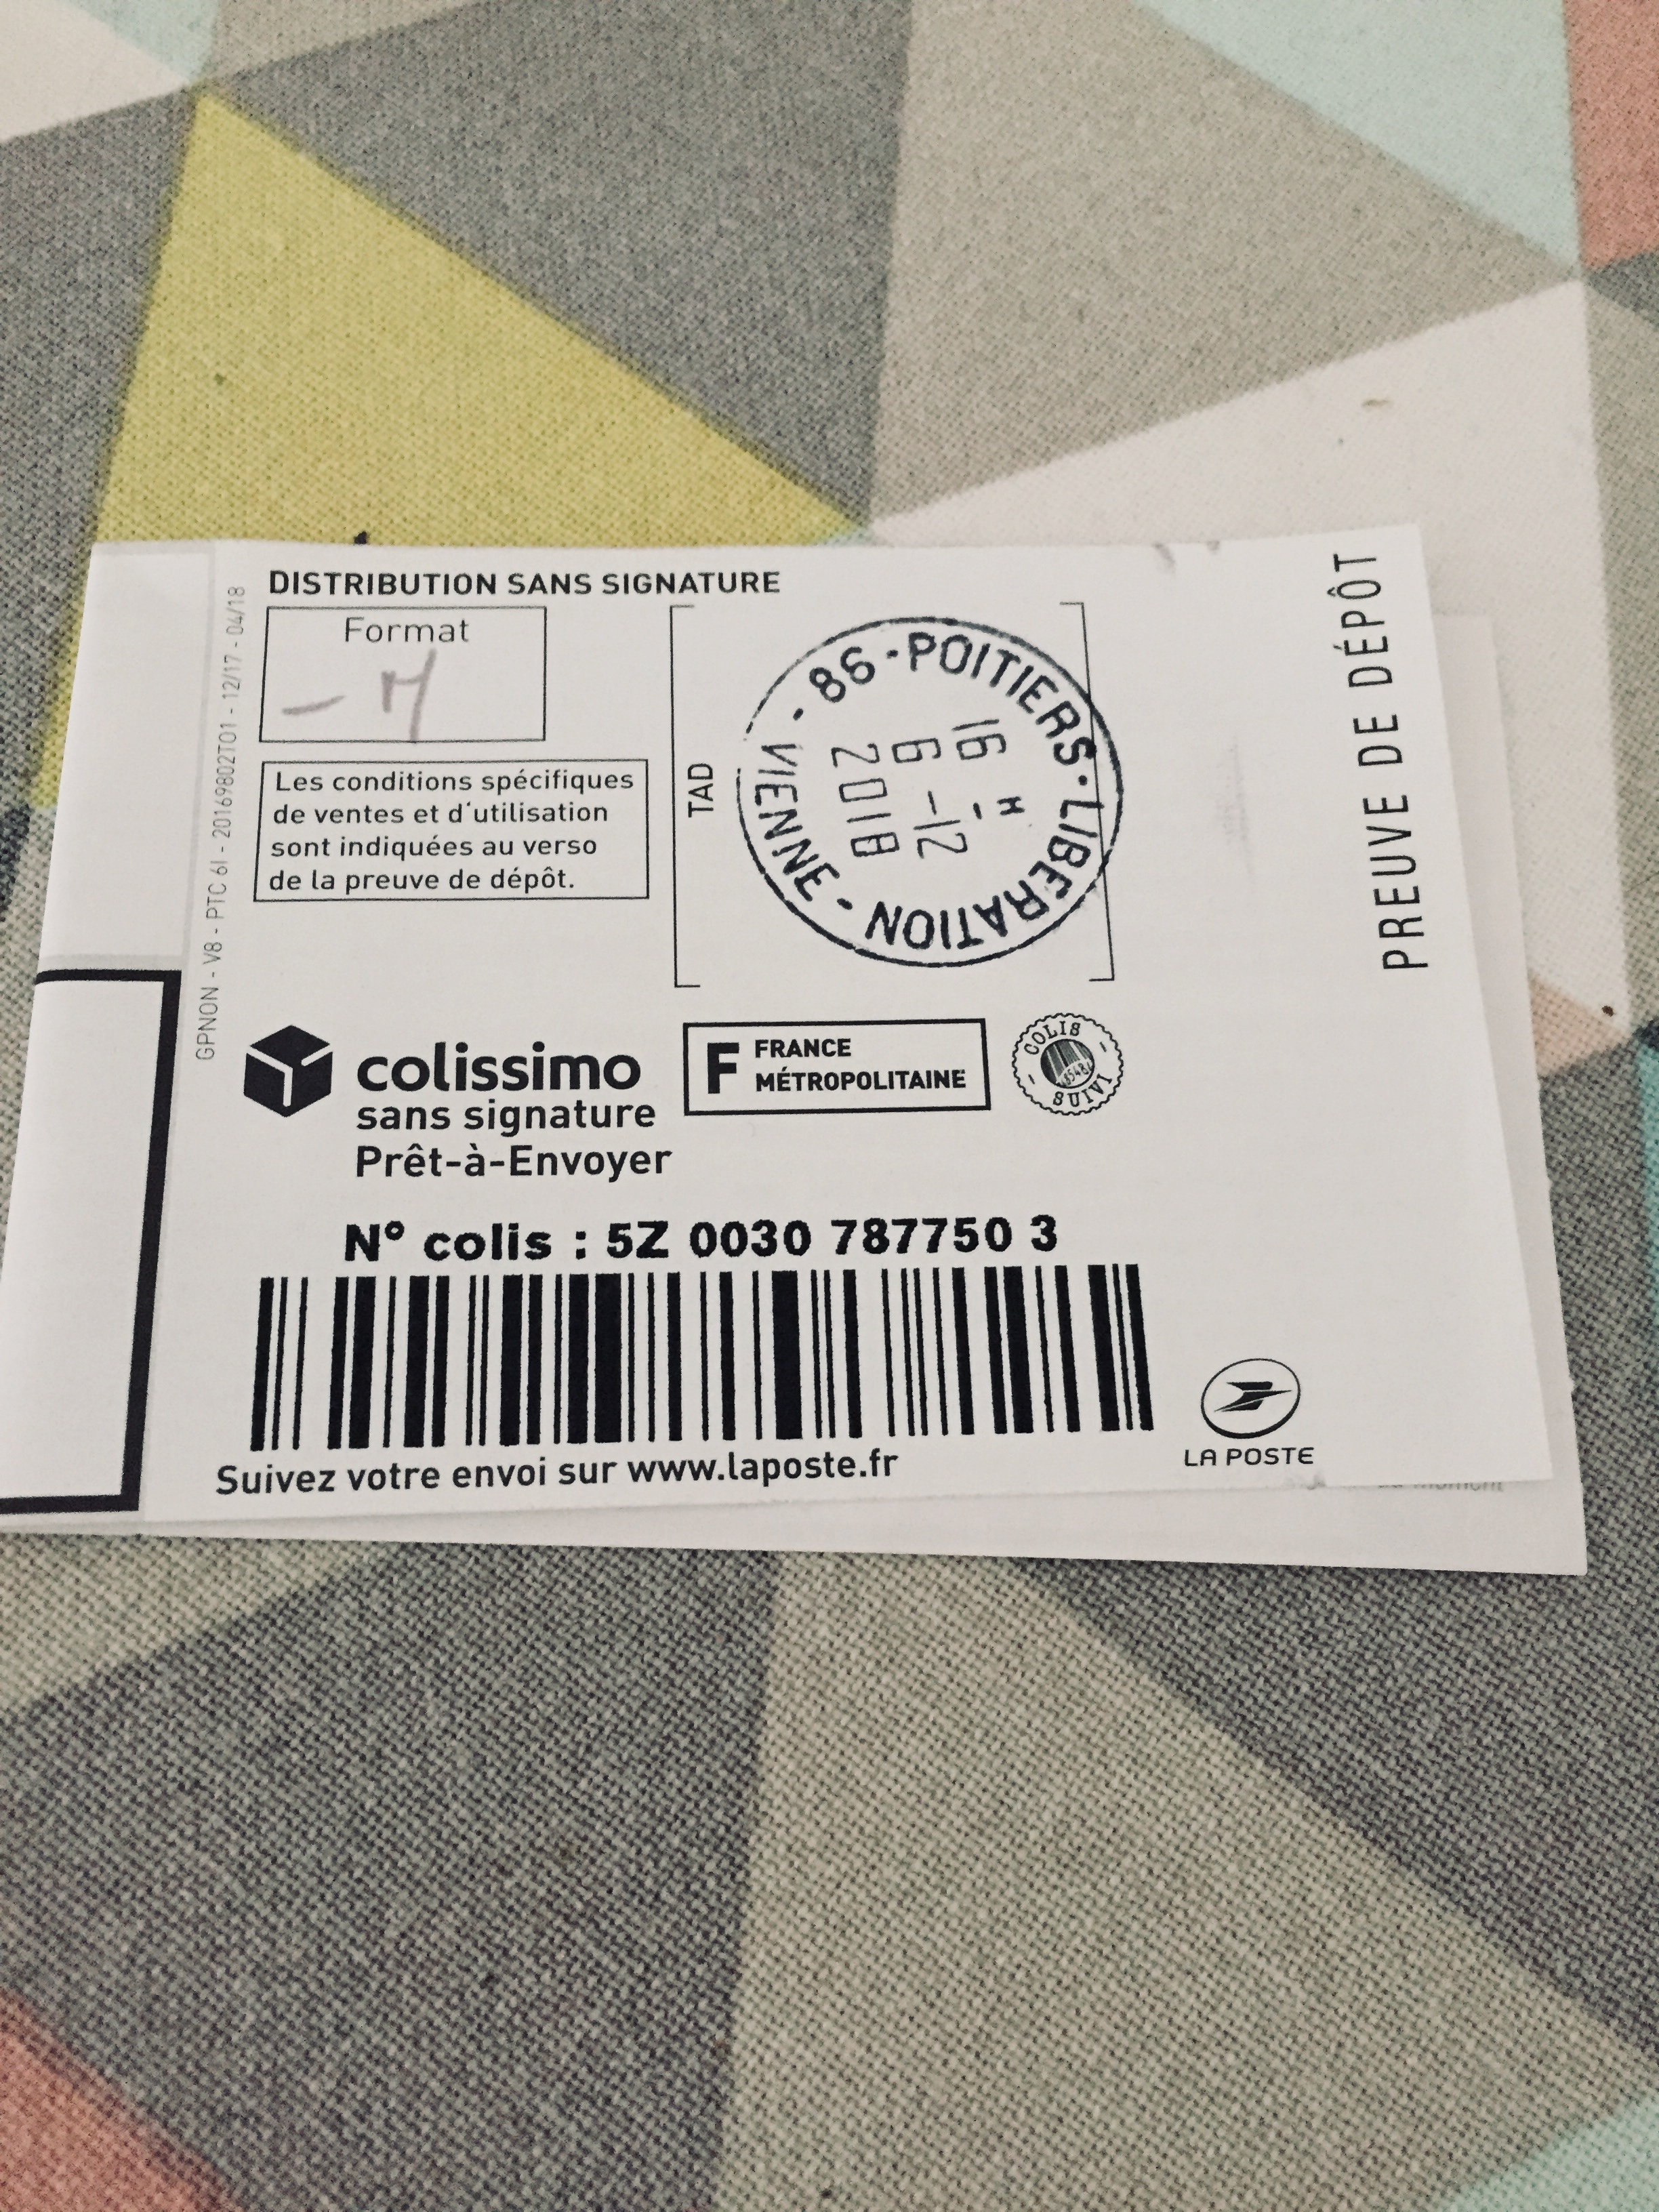 DISTRIBUTION SANS SIGNATURE
Format
- M
Les conditions spécifiques
de ventes et d'utilisation
sont indiquées au verso
de la preuve de dépôt.
GPNON - V8 - PTC 6I - 20169802T01 - 12/17 - 04/18
TAD
86 - POITIERS - LIBERATION - VIENNE -
16 H -
6 -12
2018
PREUVE DE DÉPÔT
colissimo
sans signature
Prêt-à-Envoyer
F FRANCE
MÉTROPOLITAINE
COLIS
SUIVI
N° colis : 5Z 0030 787750 3
Suivez votre envoi sur www.laposte.fr
LA POSTE
moment